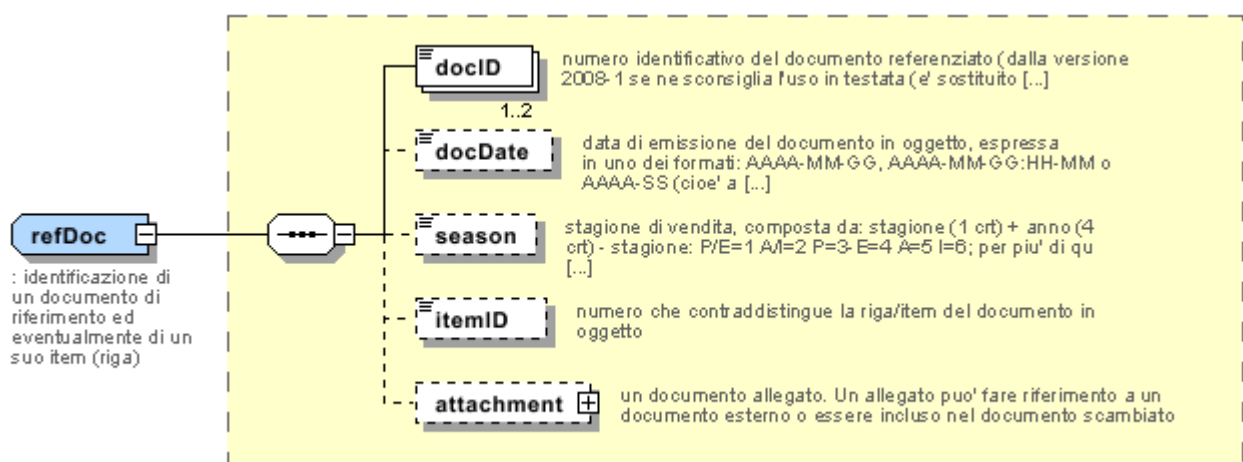 docID
numero identificativo del documento referenziato (dalla versione
2008-1 se ne sconsiglia l'uso in testata (e' sostituito [...]
1..2
docDate
data di emissione del documento in oggetto, espressa
in uno dei formati: AAAA-MM-GG, AAAA-MM-GG:HH-MM o
AAAA-SS (cioe' a [...]
refDoc
: identificazione di
un documento di
riferimento ed
eventualmente di un
suo item (riga)
season
stagione di vendita, composta da: stagione (1 crt) + anno (4
crt) - stagione: P/E=1 A/I=2 P=3- E=4 A=5 I=6; per piu' di qu
[...]
itemID
numero che contraddistingue la riga/item del documento in
oggetto
attachment
un documento allegato. Un allegato puo' fare riferimento a un
documento esterno o essere incluso nel documento scambiato